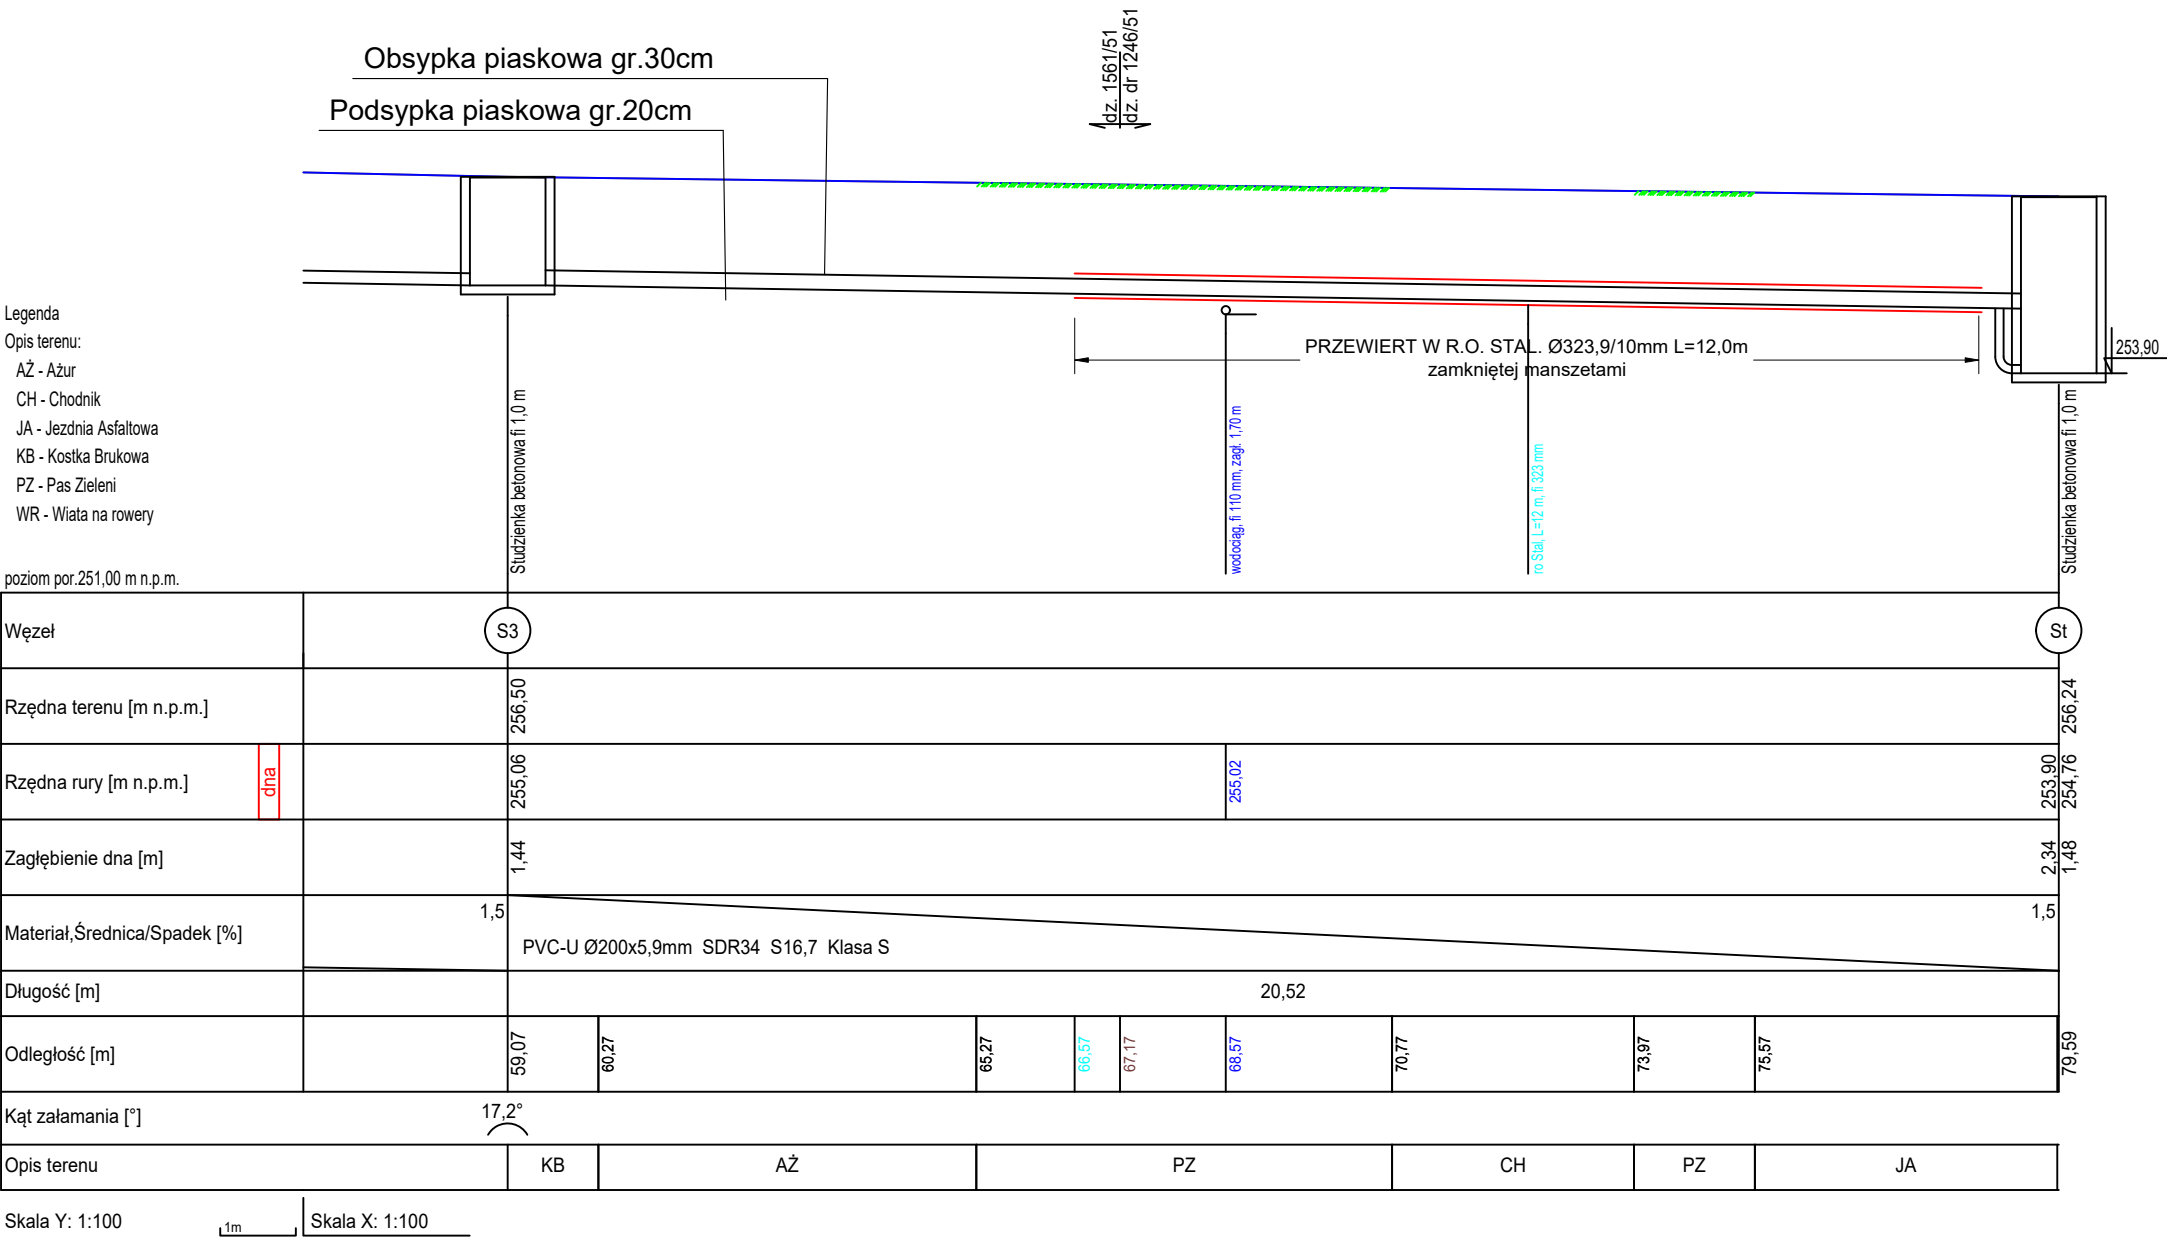 dz. 1561/51
dz. dr 1246/51
Obsypka piaskowa gr.30cm
Podsypka piaskowa gr.20cm
Legenda
Opis terenu:
AŻ - Ażur
CH - Chodnik
JA - Jezdnia Asfaltowa
KB - Kostka Brukowa
PZ - Pas Zieleni
WR - Wiata na rowery
poziom por.251,00 m n.p.m.
PRZEWIERT W R.O. STAL. Ø323,9/10mm L=12,0m
zamkniętej manszetami
253,90
Studzienka betonowa fi 1,0 m
wodociąg, fi 110 mm, zagł. 1,70 m
ro Stal, L=12 m, fi 323 mm
Studzienka betonowa fi 1,0 m
Węzeł S3 St
Rzędna terenu [m n.p.m.] 256,50 256,24
Rzędna rury [m n.p.m.] dna 255,06 255,02 253,90 254,76
Zagłębienie dna [m] 1,44 2,34 1,48
Materiał,Średnica/Spadek [%] 1,5 PVC-U Ø200x5,9mm SDR34 S16,7 Klasa S 1,5
Długość [m] 20,52
Odległość [m] 59,07 60,27 65,27 66,57 67,17 68,57 70,77 73,97 75,57 79,59
Kąt załamania [°] 17,2°
Opis terenu KB AŻ PZ CH PZ JA
Skala Y: 1:100 1m Skala X: 1:100